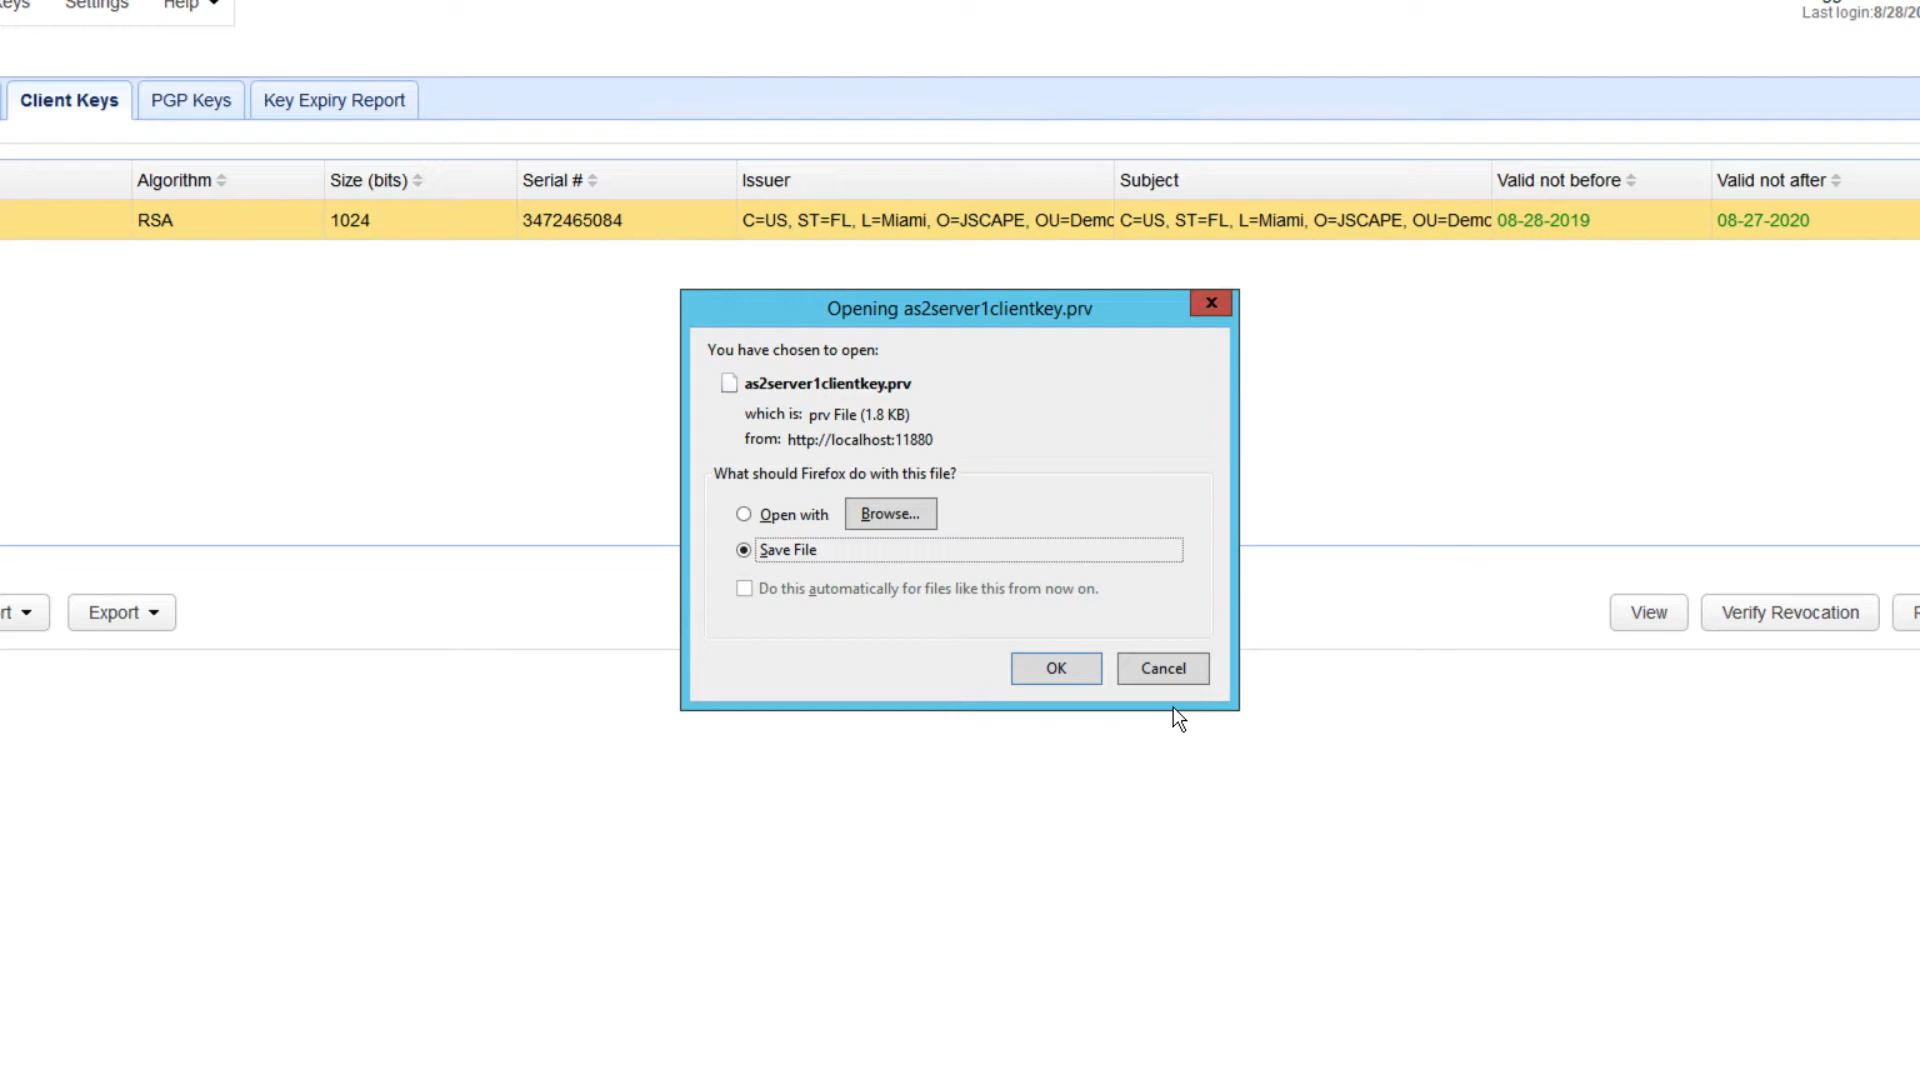 Settings Help
Last login:8/28/20
Client Keys PGP Keys Key Expiry Report
Algorithm Size (bits) Serial # Issuer Subject Valid not before Valid not after
RSA 1024 3472465084 C=US, ST=FL, L=Miami, O=JSCAPE, OU=Demo C=US, ST=FL, L=Miami, O=JSCAPE, OU=Demo 08-28-2019 08-27-2020
Opening as2server1clientkey.prv
You have chosen to open:
as2server1clientkey.prv
which is: prv File (1.8 KB)
from: http://localhost:11880
What should Firefox do with this file?
Open with Browse...
Save File
Do this automatically for files like this from now on.
rt Export View Verify Revocation
OK Cancel